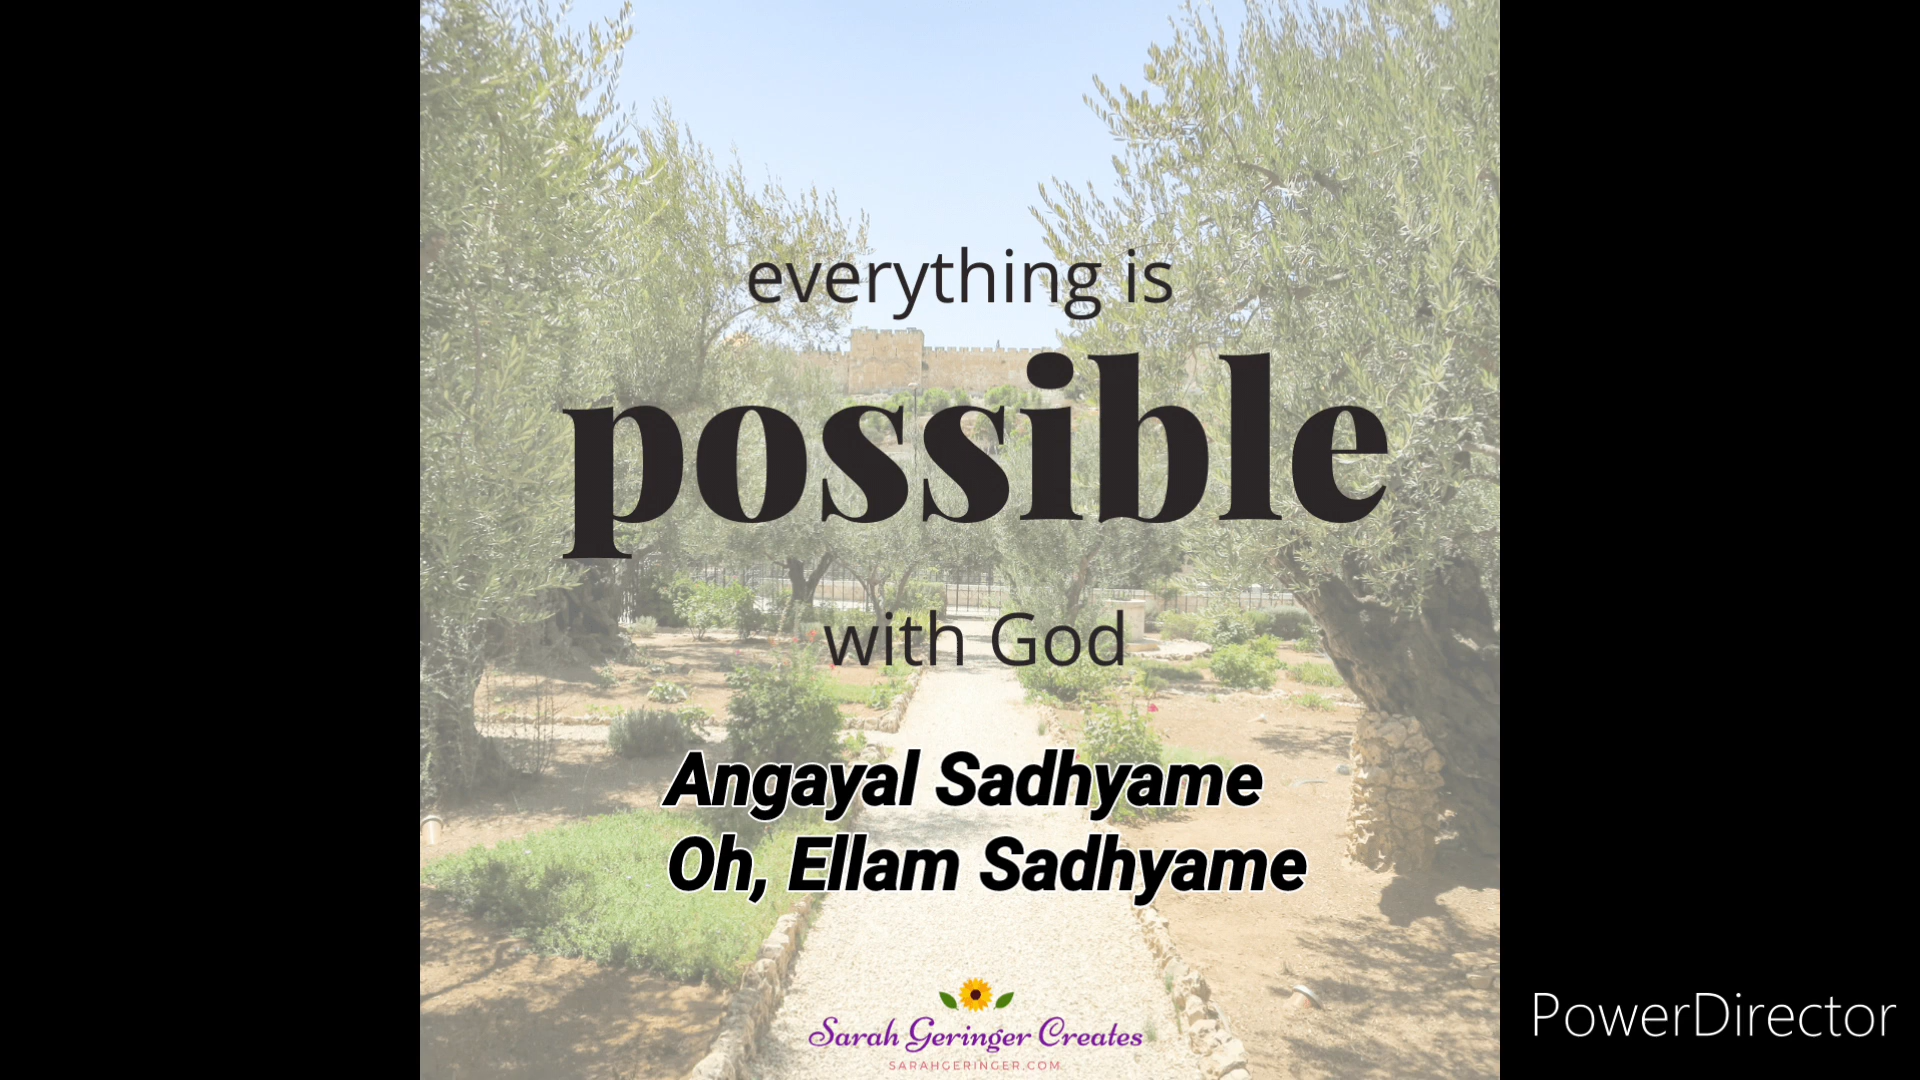 everything is
possible
with God
Angayal Sadhyame
Oh, Ellam Sadhyame
Sarah Geringer Creates
SARAHGERINGER.COM
PowerDirector